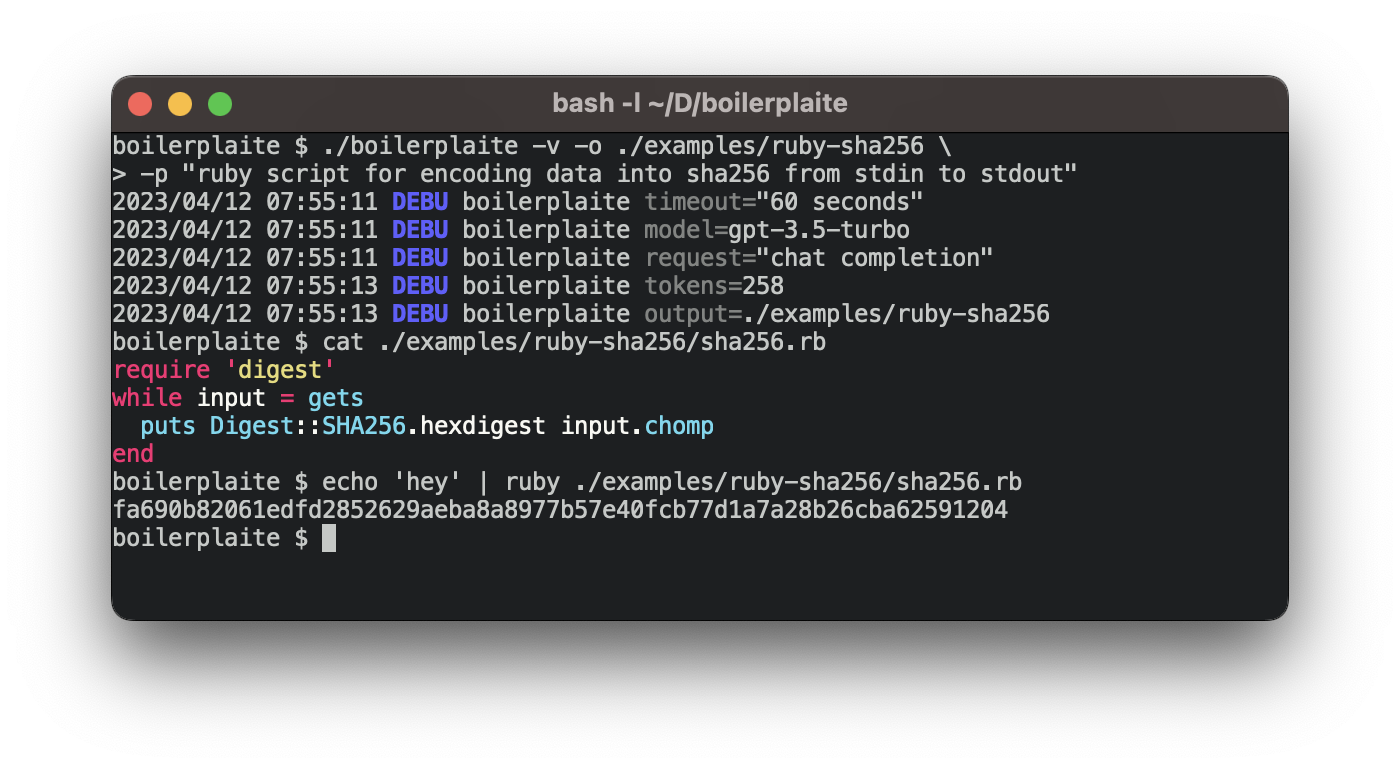 bash -l ~/D/boilerplaite
boilerplaite $ ./boilerplaite -v -o ./examples/ruby-sha256 \
> -p "ruby script for encoding data into sha256 from stdin to stdout"
2023/04/12 07:55:11 DEBU boilerplaite timeout="60 seconds"
2023/04/12 07:55:11 DEBU boilerplaite model=gpt-3.5-turbo
2023/04/12 07:55:11 DEBU boilerplaite request="chat completion"
2023/04/12 07:55:13 DEBU boilerplaite tokens=258
2023/04/12 07:55:13 DEBU boilerplaite output=./examples/ruby-sha256
boilerplaite $ cat ./examples/ruby-sha256/sha256.rb
require 'digest'
while input = gets
  puts Digest::SHA256.hexdigest input.chomp
end
boilerplaite $ echo 'hey' | ruby ./examples/ruby-sha256/sha256.rb
fa690b82061edfd2852629aeba8a8977b57e40fcb77d1a7a28b26cba62591204
boilerplaite $